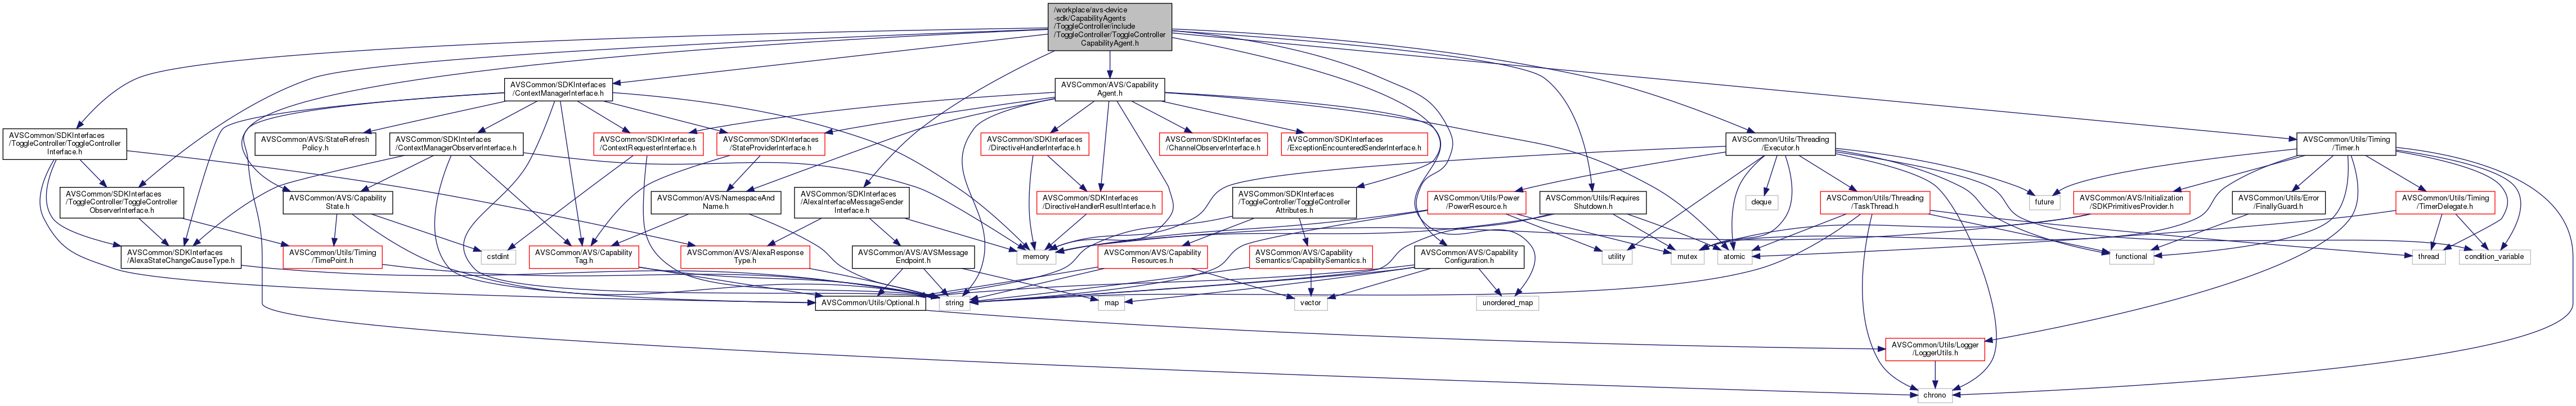 /workplace/avs-device
-sdk/CapabilityAgents
/ToggleController/include
/ToggleController/ToggleController
CapabilityAgent.h
AVSCommon/SDKInterfaces
/ContextManagerInterface.h
AVSCommon/AVS/Capability
Agent.h
AVSCommon/SDKInterfaces
/ToggleController/ToggleController
Interface.h
AVSCommon/AVS/StateRefresh
Policy.h
AVSCommon/SDKInterfaces
/ContextManagerObserverInterface.h
AVSCommon/SDKInterfaces
/ContextRequesterInterface.h
AVSCommon/SDKInterfaces
/StateProviderInterface.h
AVSCommon/SDKInterfaces
/DirectiveHandlerInterface.h
AVSCommon/SDKInterfaces
/ChannelObserverInterface.h
AVSCommon/SDKInterfaces
/ExceptionEncounteredSenderInterface.h
AVSCommon/Utils/Threading
/Executor.h
AVSCommon/Utils/Timing
/Timer.h
AVSCommon/SDKInterfaces
/ToggleController/ToggleController
ObserverInterface.h
AVSCommon/AVS/Capability
State.h
AVSCommon/AVS/NamespaceAnd
Name.h
AVSCommon/SDKInterfaces
/AlexaInterfaceMessageSender
Interface.h
AVSCommon/SDKInterfaces
/DirectiveHandlerResultInterface.h
AVSCommon/SDKInterfaces
/ToggleController/ToggleController
Attributes.h
AVSCommon/Utils/Power
/PowerResource.h
AVSCommon/Utils/Requires
Shutdown.h
deque
AVSCommon/Utils/Threading
/TaskThread.h
future
AVSCommon/AVS/Initialization
/SDKPrimitivesProvider.h
AVSCommon/Utils/Error
/FinallyGuard.h
AVSCommon/Utils/Timing
/TimerDelegate.h
AVSCommon/SDKInterfaces
/AlexaStateChangeCauseType.h
AVSCommon/Utils/Timing
/TimePoint.h
cstdint
AVSCommon/AVS/Capability
Tag.h
AVSCommon/AVS/AlexaResponse
Type.h
AVSCommon/AVS/AVSMessage
Endpoint.h
memory
AVSCommon/AVS/Capability
Resources.h
AVSCommon/AVS/Capability
Semantics/CapabilitySemantics.h
AVSCommon/AVS/Capability
Configuration.h
utility
mutex
atomic
functional
thread
condition_variable
AVSCommon/Utils/Optional.h
string
map
vector
unordered_map
AVSCommon/Utils/Logger
/LoggerUtils.h
chrono